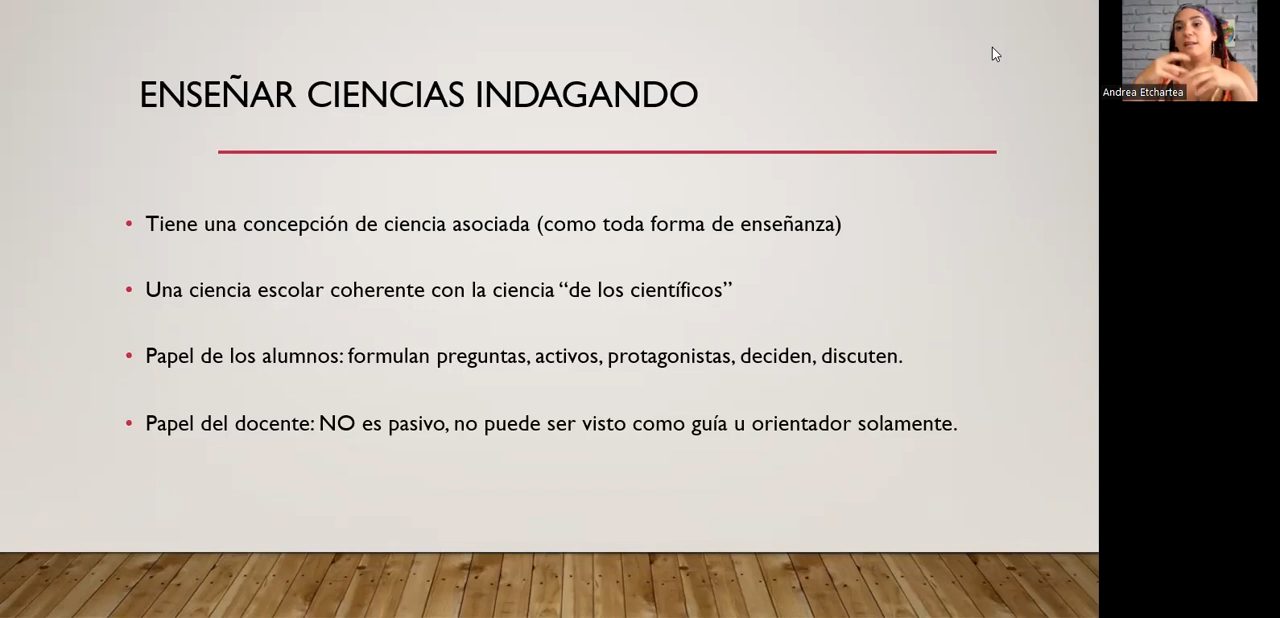 ENSEÑAR CIENCIAS INDAGANDO
Andrea Etchartea
• Tiene una concepción de ciencia asociada (como toda forma de enseñanza)
• Una ciencia escolar coherente con la ciencia “de los científicos”
• Papel de los alumnos: formulan preguntas, activos, protagonistas, deciden, discuten.
• Papel del docente: NO es pasivo, no puede ser visto como guía u orientador solamente.